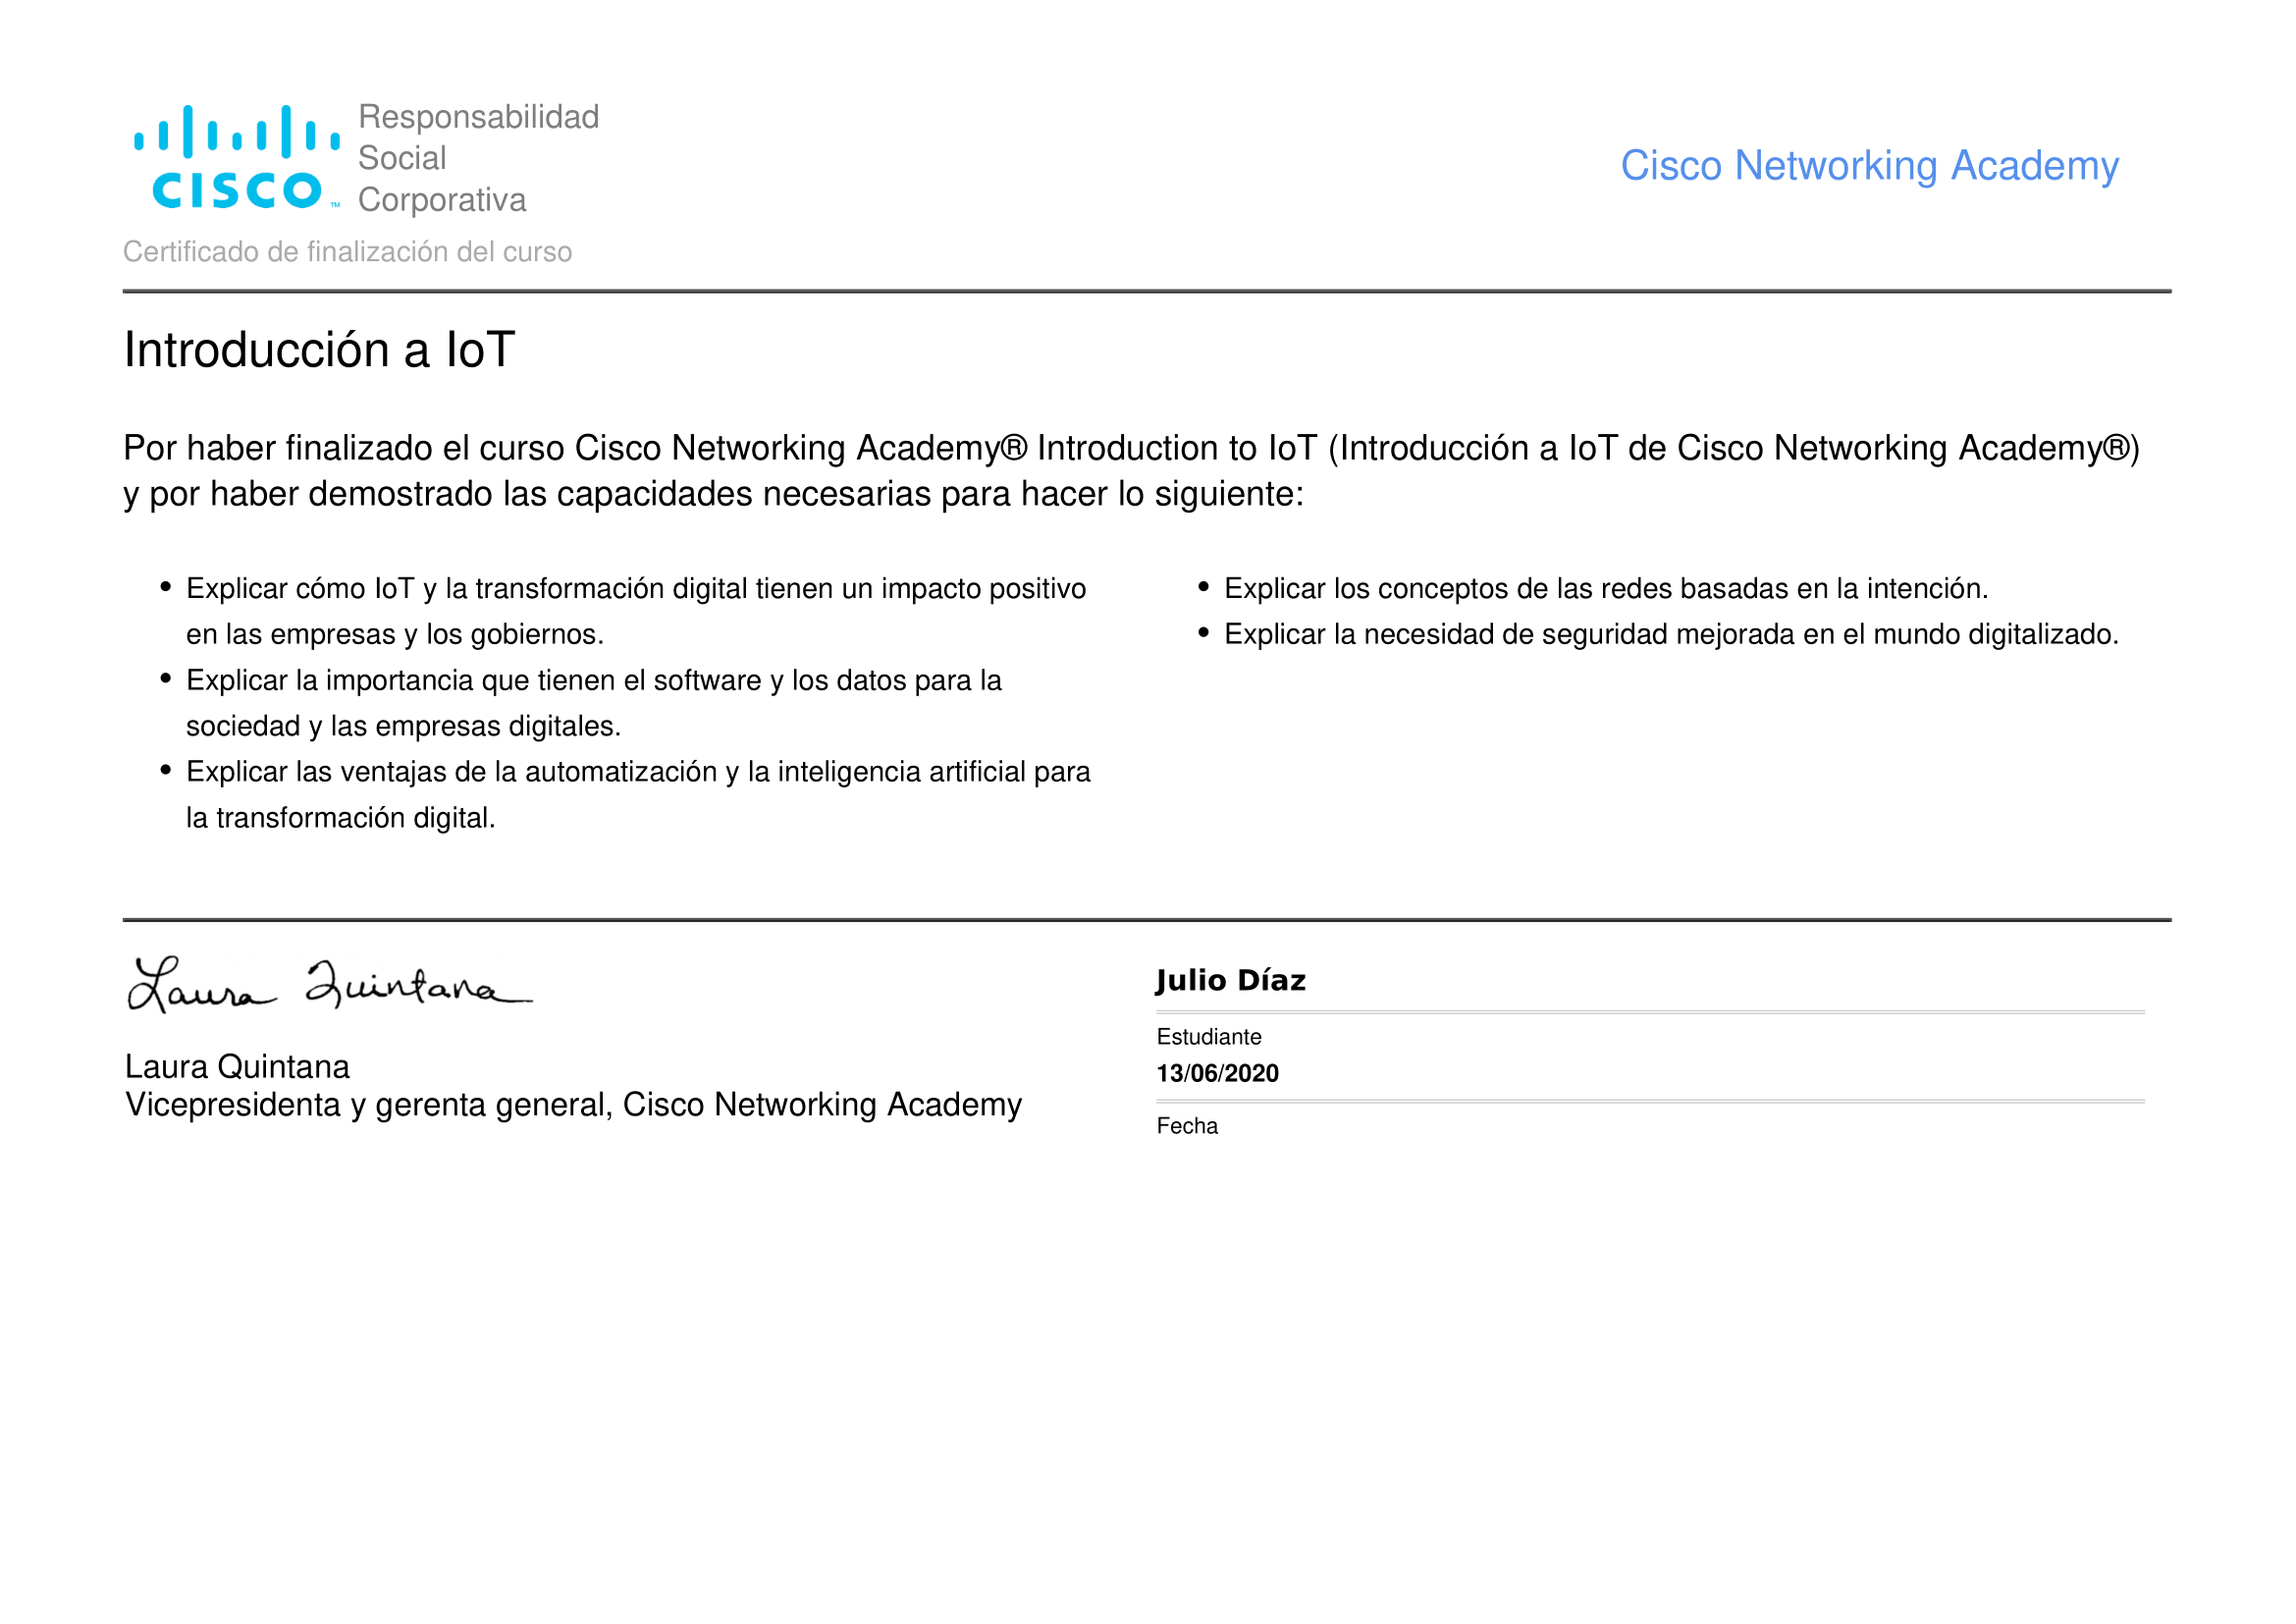 Responsabilidad
Social
Corporativa
CISCO™
Cisco Networking Academy
Certificado de finalización del curso
Introducción a IoT
Por haber finalizado el curso Cisco Networking Academy® Introduction to IoT (Introducción a IoT de Cisco Networking Academy®)
y por haber demostrado las capacidades necesarias para hacer lo siguiente:
• Explicar cómo IoT y la transformación digital tienen un impacto positivo
en las empresas y los gobiernos.
• Explicar la importancia que tienen el software y los datos para la
sociedad y las empresas digitales.
• Explicar las ventajas de la automatización y la inteligencia artificial para
la transformación digital.
• Explicar los conceptos de las redes basadas en la intención.
• Explicar la necesidad de seguridad mejorada en el mundo digitalizado.
Laura Quintana
Laura Quintana
Vicepresidenta y gerenta general, Cisco Networking Academy
Julio Díaz
Estudiante
13/06/2020
Fecha